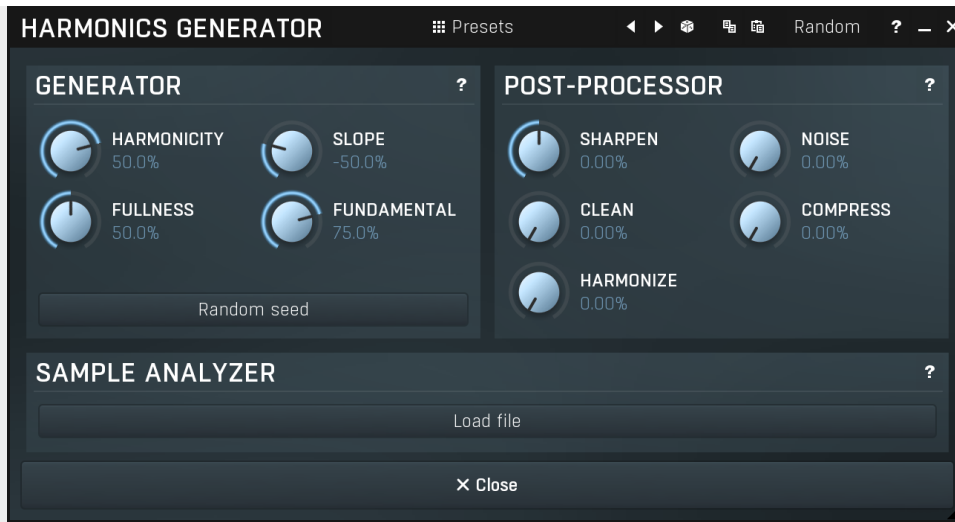 HARMONICS GENERATOR Presets Random ?
GENERATOR ?
HARMONICITY
50.0%
SLOPE
-50.0%
FULLNESS
50.0%
FUNDAMENTAL
75.0%
Random seed
POST-PROCESSOR ?
SHARPEN
0.00%
NOISE
0.00%
CLEAN
0.00%
COMPRESS
0.00%
HARMONIZE
0.00%
SAMPLE ANALYZER ?
Load file
Close